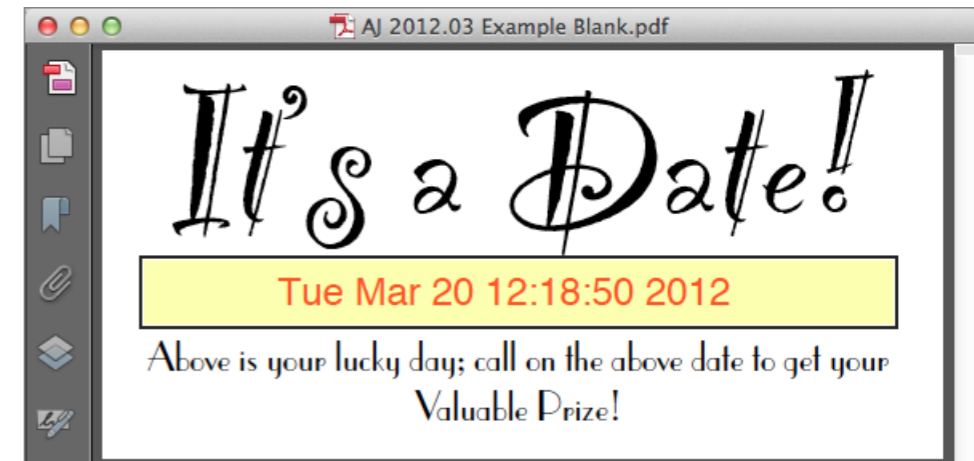 AJ 2012.03 Example Blank.pdf
It's a Date!
Tue Mar 20 12:18:50 2012
Above is your lucky day; call on the above date to get your
Valuable Prize!